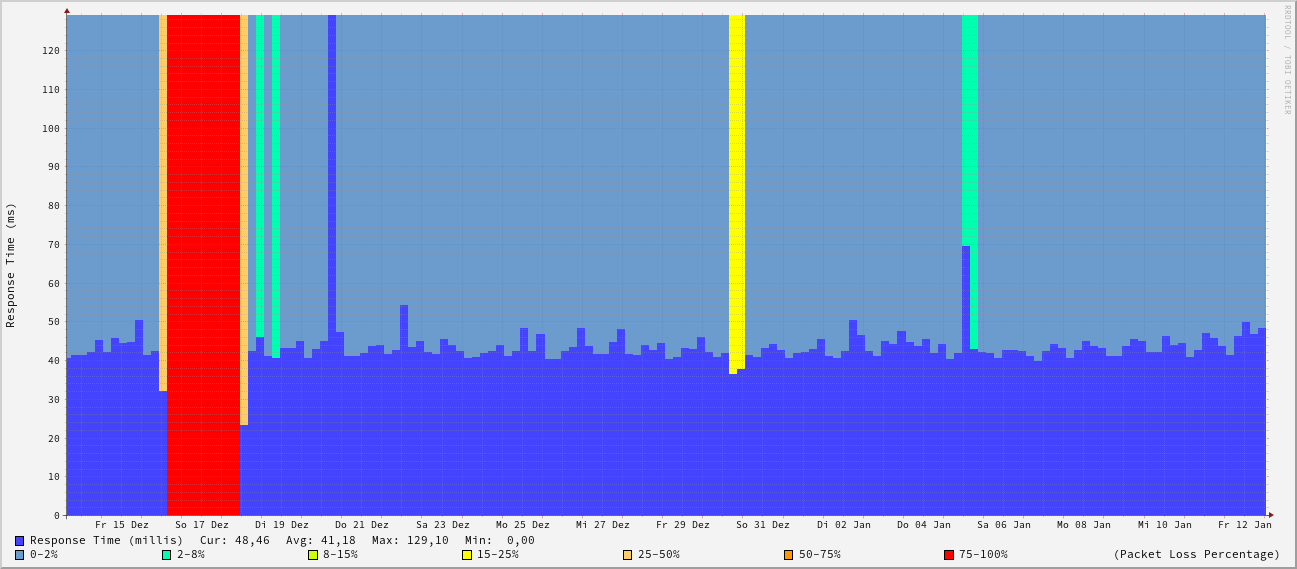 RRDTOOL / TOBI OETIKER
Response Time (ms)
120
110
100
90
80
70
60
50
40
30
20
10
0
Fr 15 Dez So 17 Dez Di 19 Dez Do 21 Dez Sa 23 Dez Mo 25 Dez Mi 27 Dez Fr 29 Dez So 31 Dez Di 02 Jan Do 04 Jan Sa 06 Jan Mo 08 Jan Mi 10 Jan Fr 12 Jan
Response Time (millis) Cur: 48,46 Avg: 41,18 Max: 129,10 Min: 0,00
0-2% 2-8% 8-15% 15-25% 25-50% 50-75% 75-100% (Packet Loss Percentage)